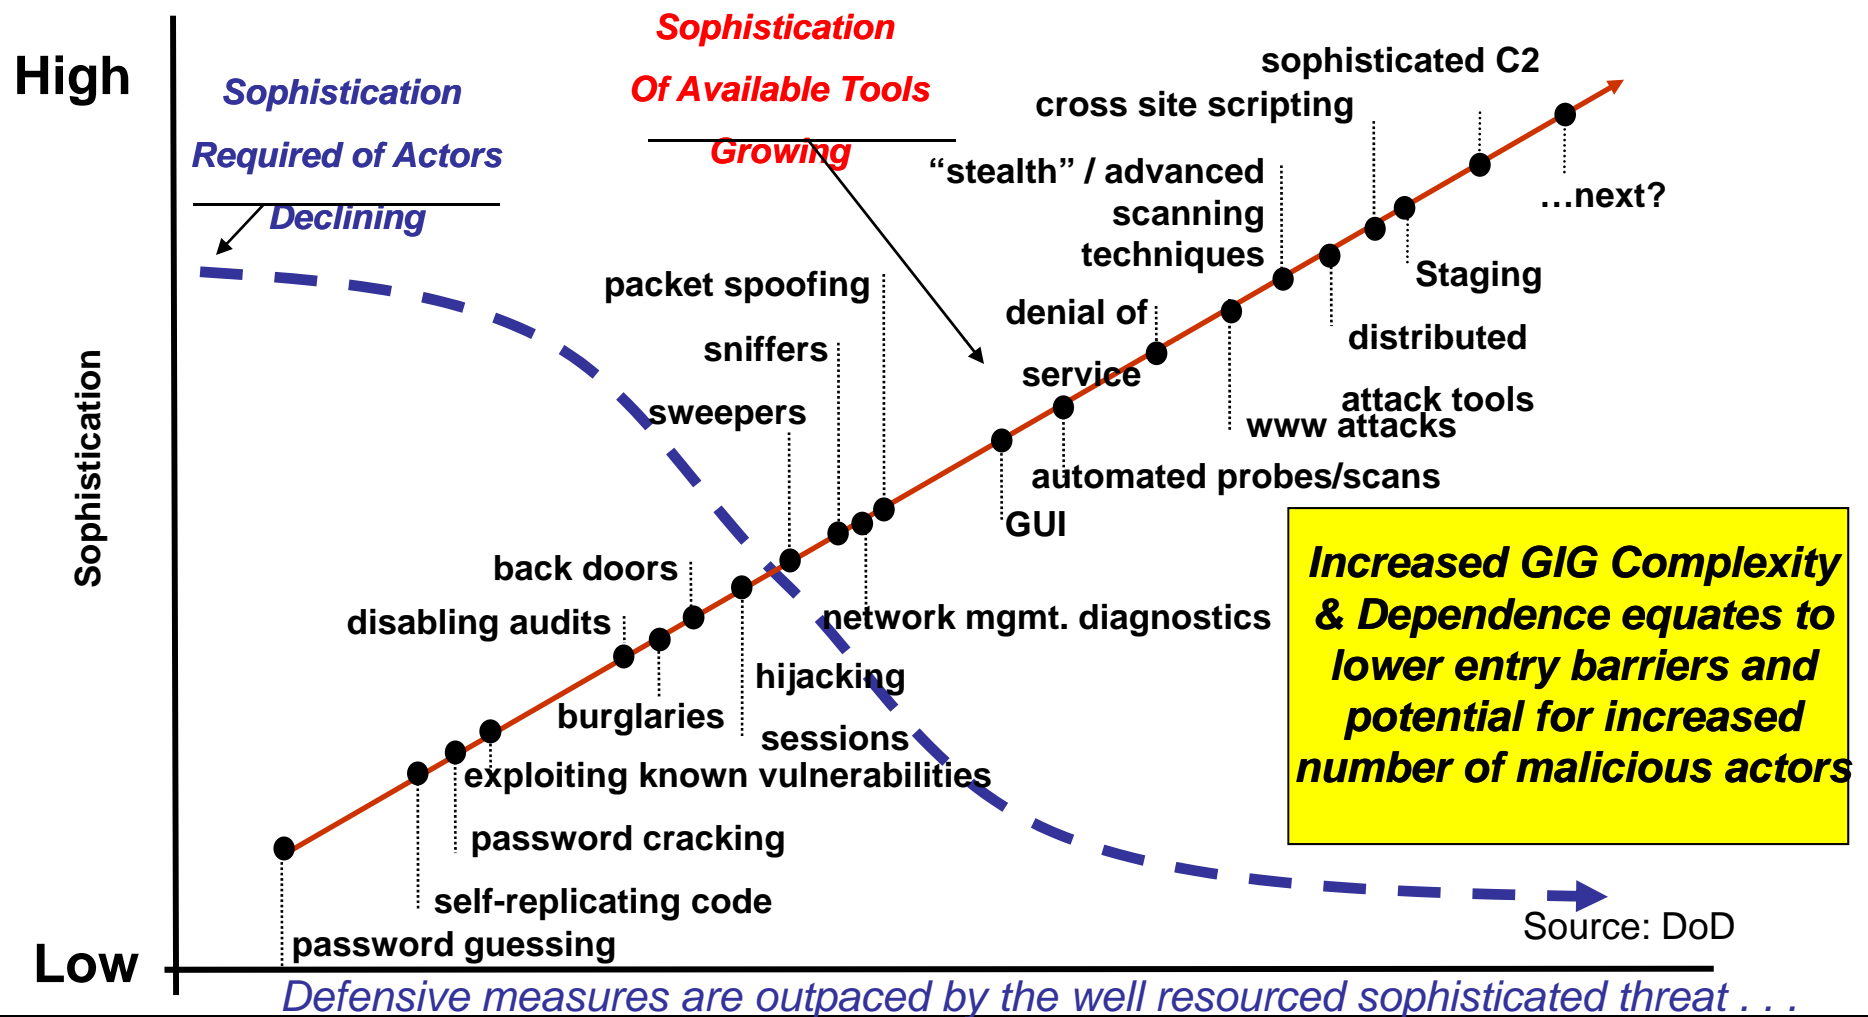 High
Sophistication
Required of Actors
Declining
Sophistication
Of Available Tools
Growing
sophisticated C2
cross site scripting
“stealth” / advanced
scanning
techniques
…next?
Staging
packet spoofing
denial of
service
distributed
attack tools
sniffers
sweepers
www attacks
automated probes/scans
GUI
Sophistication
back doors
disabling audits
network mgmt. diagnostics
hijacking
sessions
burglaries
exploiting known vulnerabilities
password cracking
self-replicating code
password guessing
Increased GIG Complexity
& Dependence equates to
lower entry barriers and
potential for increased
number of malicious actors
Source: DoD
Low
Defensive measures are outpaced by the well resourced sophisticated threat . . .